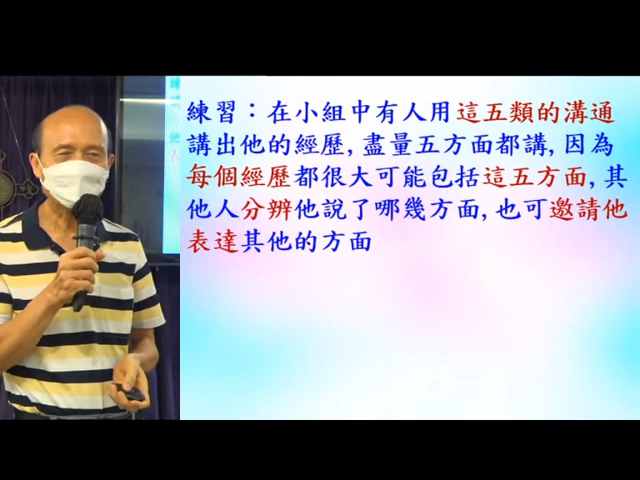 練習：在小組中有人用這五類的溝通
講出他的經歷, 盡量五方面都講, 因為
每個經歷都很大可能包括這五方面, 其
他人分辨他說了哪幾方面, 也可邀請他
表達其他的方面